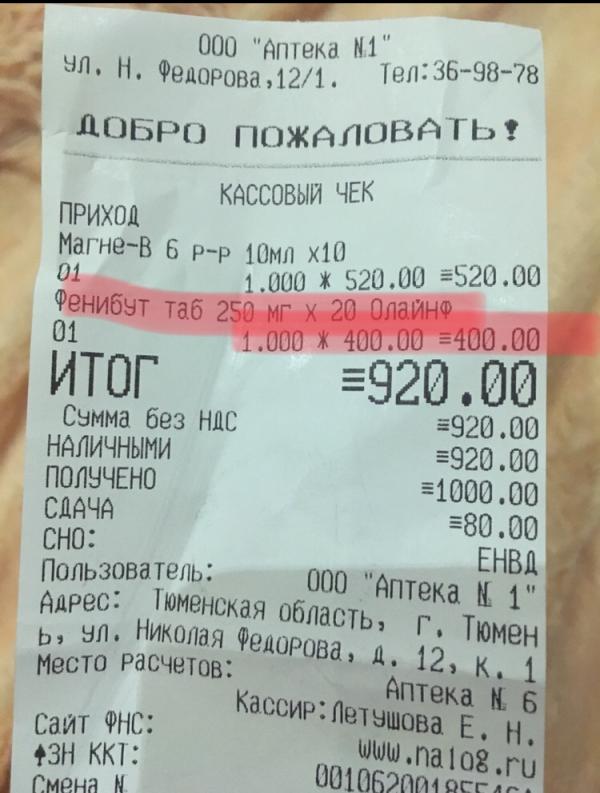 ООО "Аптека №1"
ул. Н. Федорова,12/1. Тел:36-98-78
ДОБРО ПОЖАЛОВАТЬ!
КАССОВЫЙ ЧЕК
ПРИХОД
Магне-В 6 р-р 10мл х10
01 1.000 * 520.00 ≡520.00
Фенибут таб 250 мг х 20 Олайнф
01 1.000 * 400.00 ≡400.00
ИТОГ ≡920.00
Сумма без НДС ≡920.00
НАЛИЧНЫМИ ≡920.00
ПОЛУЧЕНО ≡1000.00
СДАЧА ≡80.00
СНО: ЕНВД
Пользователь: ООО "Аптека № 1"
Адрес: Тюменская область, г. Тюмен
ь, ул. Николая Федорова, д. 12, к. 1
Место расчетов: Аптека № 6
Кассир:Летушова Е. Н.
Сайт ФНС: www.nalog.ru
♠ЗН ККТ:
Смена №